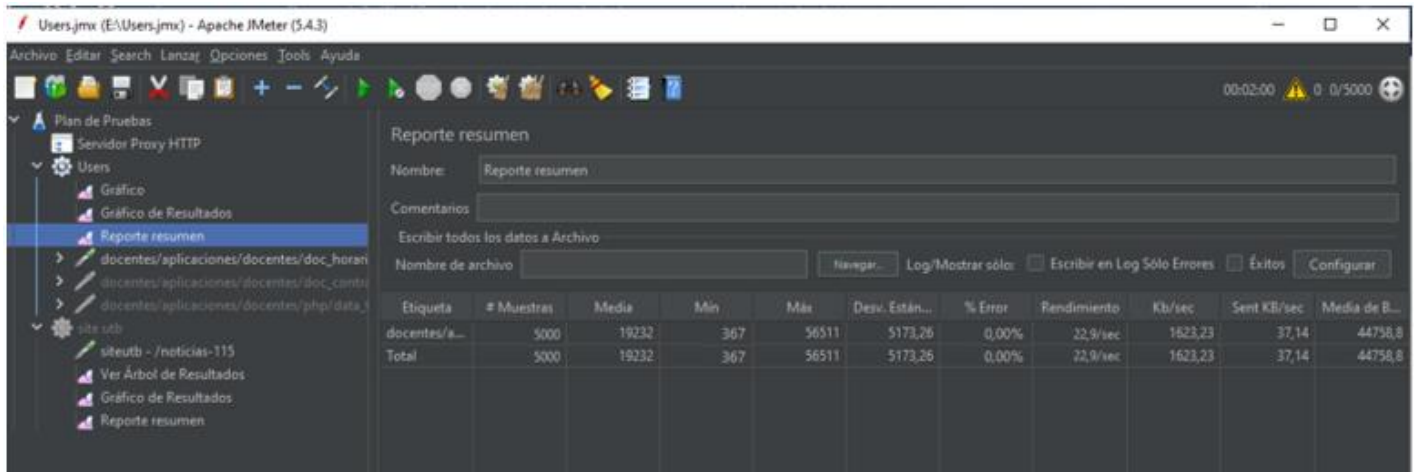 Users.jmx (E:\Users.jmx) - Apache JMeter (5.4.3)
Archivo Editar Search Lanzar Opciones Tools Ayuda
00:02:00 0 0/5000
Plan de Pruebas
Servidor Proxy HTTP
Users
Gráfico
Gráfico de Resultados
Reporte resumen
docentes/aplicaciones/docentes/doc_horari
docentes/aplicaciones/docentes/doc_contr
docentes/aplicaciones/docentes/php/data_
site utb
siteutb - /noticias-115
Ver Árbol de Resultados
Gráfico de Resultados
Reporte resumen
Reporte resumen
Nombre: Reporte resumen
Comentarios
Escribir todos los datos a Archivo
Nombre de archivo Navegar... Log/Mostrar sólo: Escribir en Log Sólo Errores Éxitos Configurar
Etiqueta # Muestras Media Mín Máx Desv. Están... % Error Rendimiento Kb/sec Sent KB/sec Media de B...
docentes/a... 5000 19232 367 56511 5173,26 0,00% 22,9/sec 1623,23 37,14 44758,8
Total 5000 19232 367 56511 5173,26 0,00% 22,9/sec 1623,23 37,14 44758,8